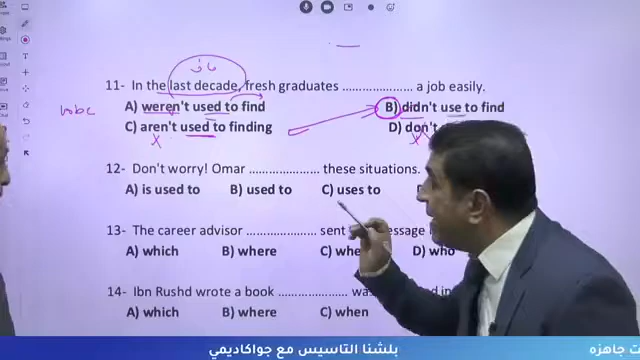 ماضي
11- In the last decade, fresh graduates ...................... a job easily.
A) weren't used to find B) didn't use to find
C) aren't used to finding D) don't
12- Don't worry! Omar ...................... these situations.
A) is used to B) used to C) uses to
13- The career advisor ...................... sent
A) which B) where C) D) who
14- Ibn Rushd wrote a book ...................... was
A) which B) where C) when
بلشنا التاسيس مع جواكاديمي
ت جاهزه